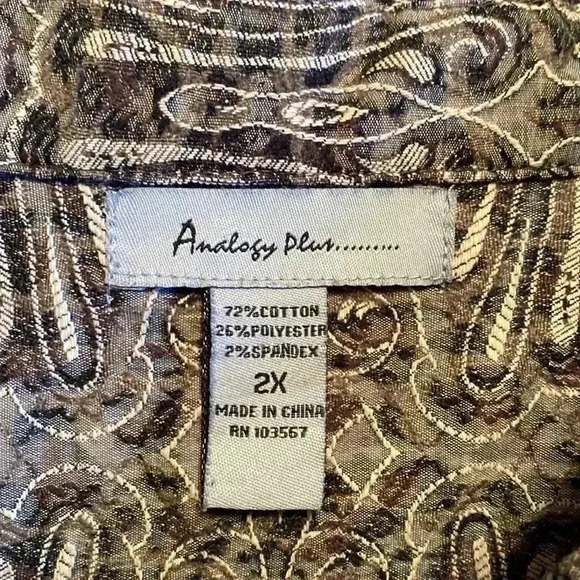 Analogy Plus.........
72%COTTON
26%POLYESTER
2%SPANDEX
2X
MADE IN CHINA
RN 103567